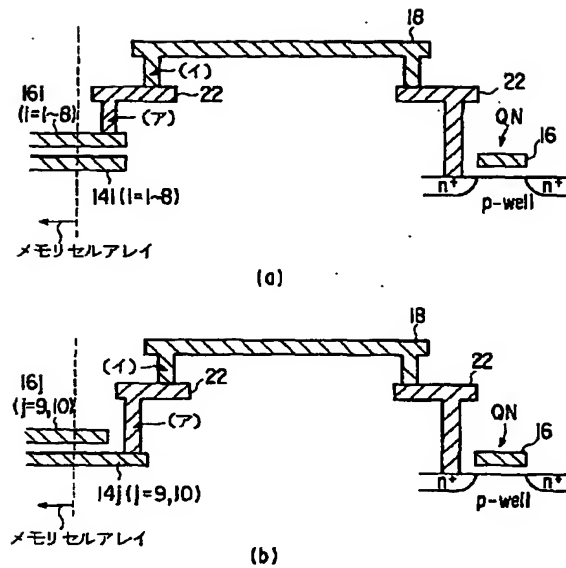 18
(イ)
16i
(i=1~8)
22
22
(ア)
QN
16
14i (i=1~8)
n+
n+
p-well
メモリセルアレイ
(a)
18
(イ)
22
22
16j
(j=9,10)
(ア)
QN
16
14j (j=9,10)
n+
n+
p-well
メモリセルアレイ
(b)